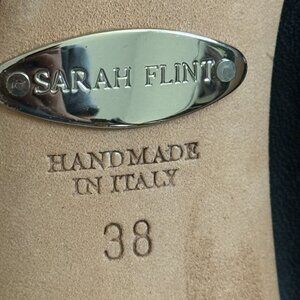 SARAH FLINT
HANDMADE
IN ITALY
38